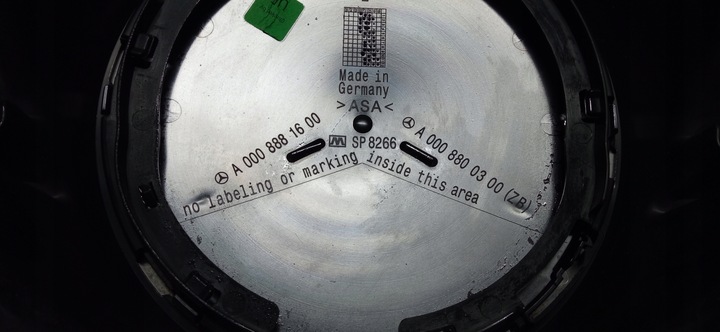 Made in
Germany
>ASA<
A 000 888 16 00
SP 8266
A 000 880 03 00 (ZB)
no labeling or marking inside this area